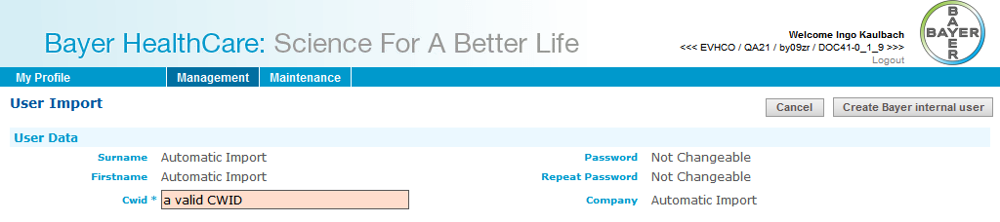 Bayer HealthCare: Science For A Better Life
Welcome Ingo Kaulbach
<<< EVHCO / QA21 / by09zr / DOC41-0_1_9 >>>
Logout
BAYER
BAYER
My Profile Management Maintenance
User Import
Cancel Create Bayer internal user
User Data
Surname Automatic Import Password Not Changeable
Firstname Automatic Import Repeat Password Not Changeable
Cwid * a valid CWID Company Automatic Import